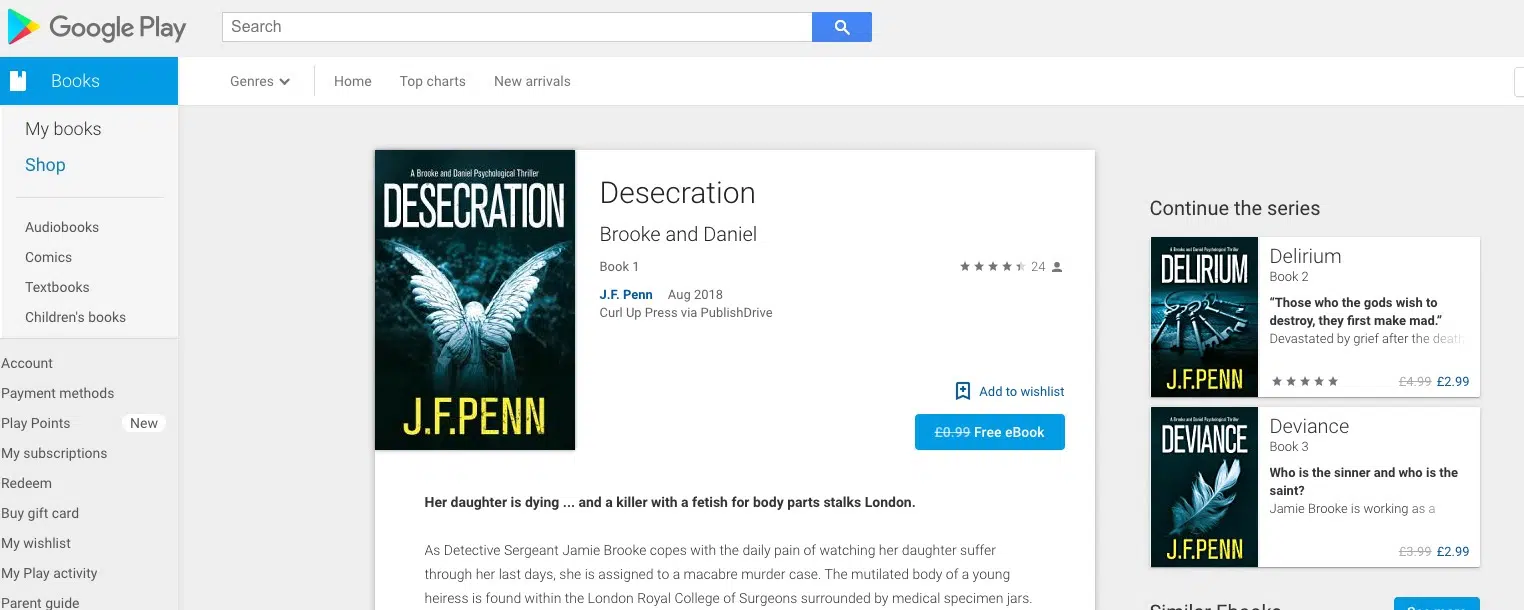 Google Play
Search
Books
Genres
Home
Top charts
New arrivals
My books
Shop
Audiobooks
Comics
Textbooks
Children's books
Account
Payment methods
Play Points New
My subscriptions
Redeem
Buy gift card
My wishlist
My Play activity
Parent guide
A Brooke and Daniel Psychological Thriller
DESECRATION
J.F.PENN
Desecration
Brooke and Daniel
Book 1
24
J.F. Penn Aug 2018
Curl Up Press via PublishDrive
Add to wishlist
£0.99 Free eBook
Her daughter is dying ... and a killer with a fetish for body parts stalks London.
As Detective Sergeant Jamie Brooke copes with the daily pain of watching her daughter suffer
through her last days, she is assigned to a macabre murder case. The mutilated body of a young
heiress is found within the London Royal College of Surgeons surrounded by medical specimen jars.
Continue the series
A Brooke and Daniel Psychological Thriller
DELIRIUM
J.F.PENN
Delirium
Book 2
“Those who the gods wish to
destroy, they first make mad.”
Devastated by grief after the death
£4.99 £2.99
A Brooke and Daniel Psychological Thriller
DEVIANCE
J.F.PENN
Deviance
Book 3
Who is the sinner and who is the
saint?
Jamie Brooke is working as a
£3.99 £2.99
Similar Ebooks
See more